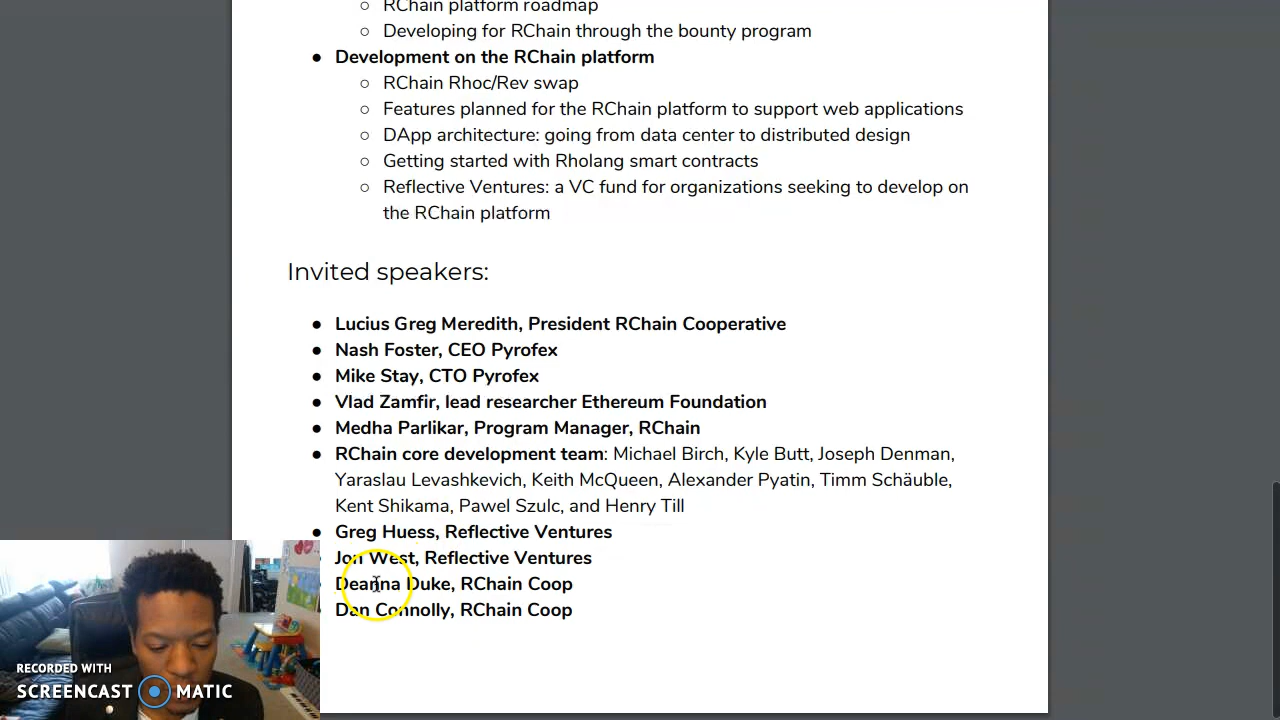 RChain platform roadmap
Developing for RChain through the bounty program
Development on the RChain platform
RChain Rhoc/Rev swap
Features planned for the RChain platform to support web applications
DApp architecture: going from data center to distributed design
Getting started with Rholang smart contracts
Reflective Ventures: a VC fund for organizations seeking to develop on
the RChain platform
Invited speakers:
Lucius Greg Meredith, President RChain Cooperative
Nash Foster, CEO Pyrofex
Mike Stay, CTO Pyrofex
Vlad Zamfir, lead researcher Ethereum Foundation
Medha Parlikar, Program Manager, RChain
RChain core development team: Michael Birch, Kyle Butt, Joseph Denman,
Yaraslau Levashkevich, Keith McQueen, Alexander Pyatin, Timm Schäuble,
Kent Shikama, Pawel Szulc, and Henry Till
Greg Huess, Reflective Ventures
Jon West, Reflective Ventures
Deanna Duke, RChain Coop
Dan Connolly, RChain Coop
RECORDED WITH
SCREENCAST MATIC